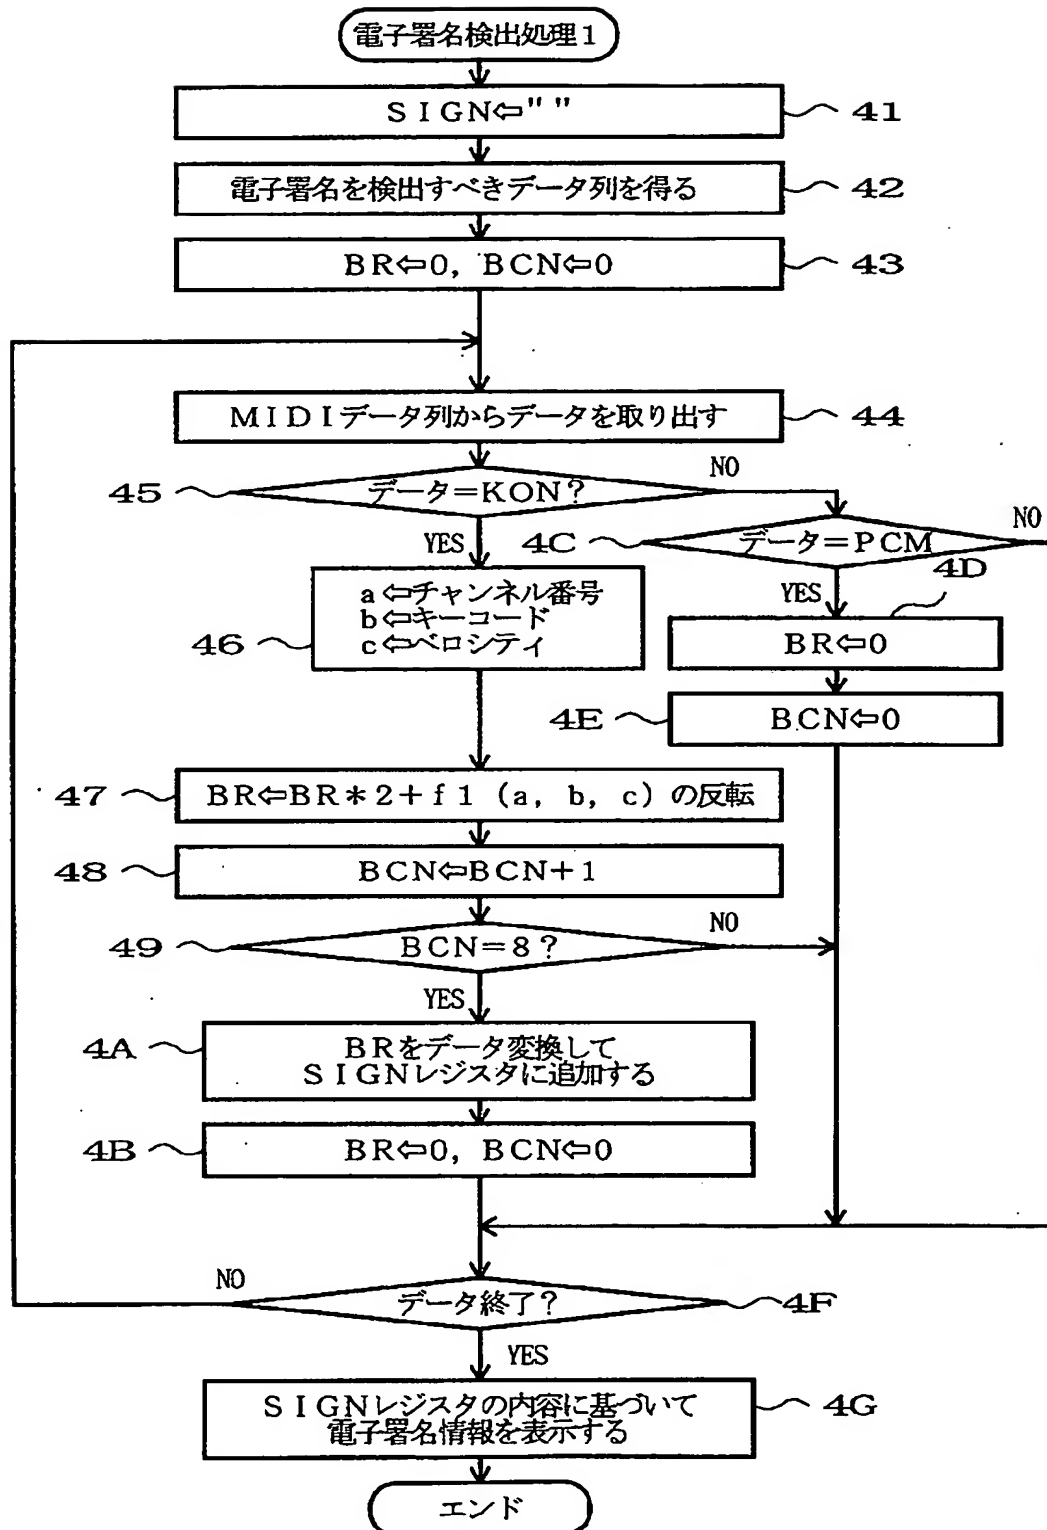 電子署名検出処理1
SIGN⇦""
41
電子署名を検出すべきデータ列を得る
42
BR⇦0, BCN⇦0
43
MIDIデータ列からデータを取り出す
44
45
データ=KON?
NO
YES
4C
データ=PCM
NO
4D
YES
a⇦チャンネル番号
b⇦キーコード
c⇦ベロシティ
46
BR⇦0
4E
BCN⇦0
47
BR⇦BR*2+f1 (a, b, c) の反転
48
BCN⇦BCN+1
49
BCN=8?
NO
YES
4A
BRをデータ変換して
SIGNレジスタに追加する
4B
BR⇦0, BCN⇦0
NO
データ終了?
4F
YES
SIGNレジスタの内容に基づいて
電子署名情報を表示する
4G
エンド